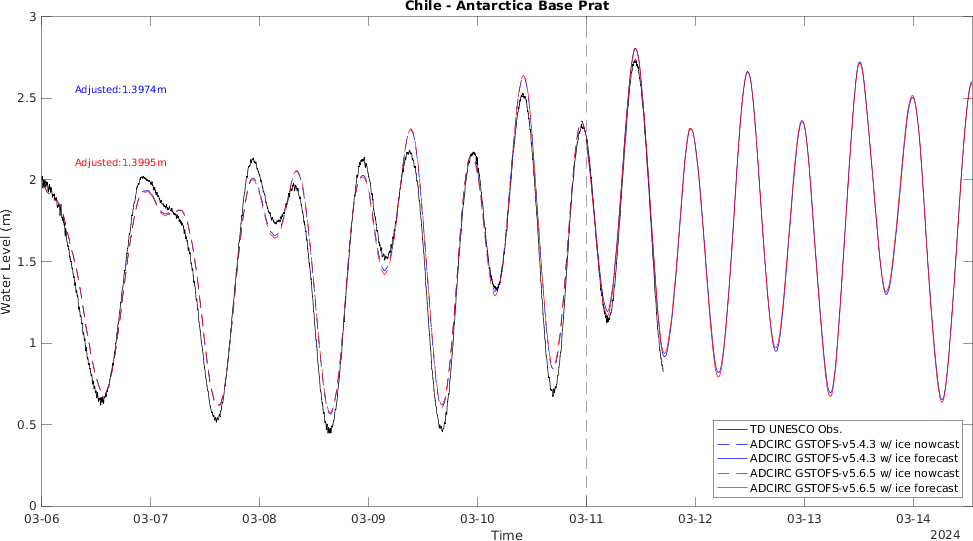 Chile - Antarctica Base Prat
3
2.5
2
1.5
1
0.5
0
Water Level (m)
Adjusted:1.3974m
Adjusted:1.3995m
TD UNESCO Obs.
ADCIRC GSTOFS-v5.4.3 w/ ice nowcast
ADCIRC GSTOFS-v5.4.3 w/ ice forecast
ADCIRC GSTOFS-v5.6.5 w/ ice nowcast
ADCIRC GSTOFS-v5.6.5 w/ ice forecast
03-06 03-07 03-08 03-09 03-10 03-11 03-12 03-13 03-14
Time
2024